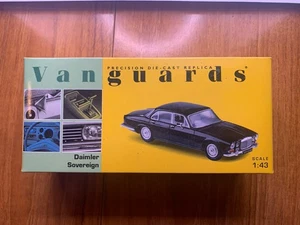 PRECISION DIE-CAST REPLICA
Vanguards
Daimler
Sovereign
SCALE
1:43